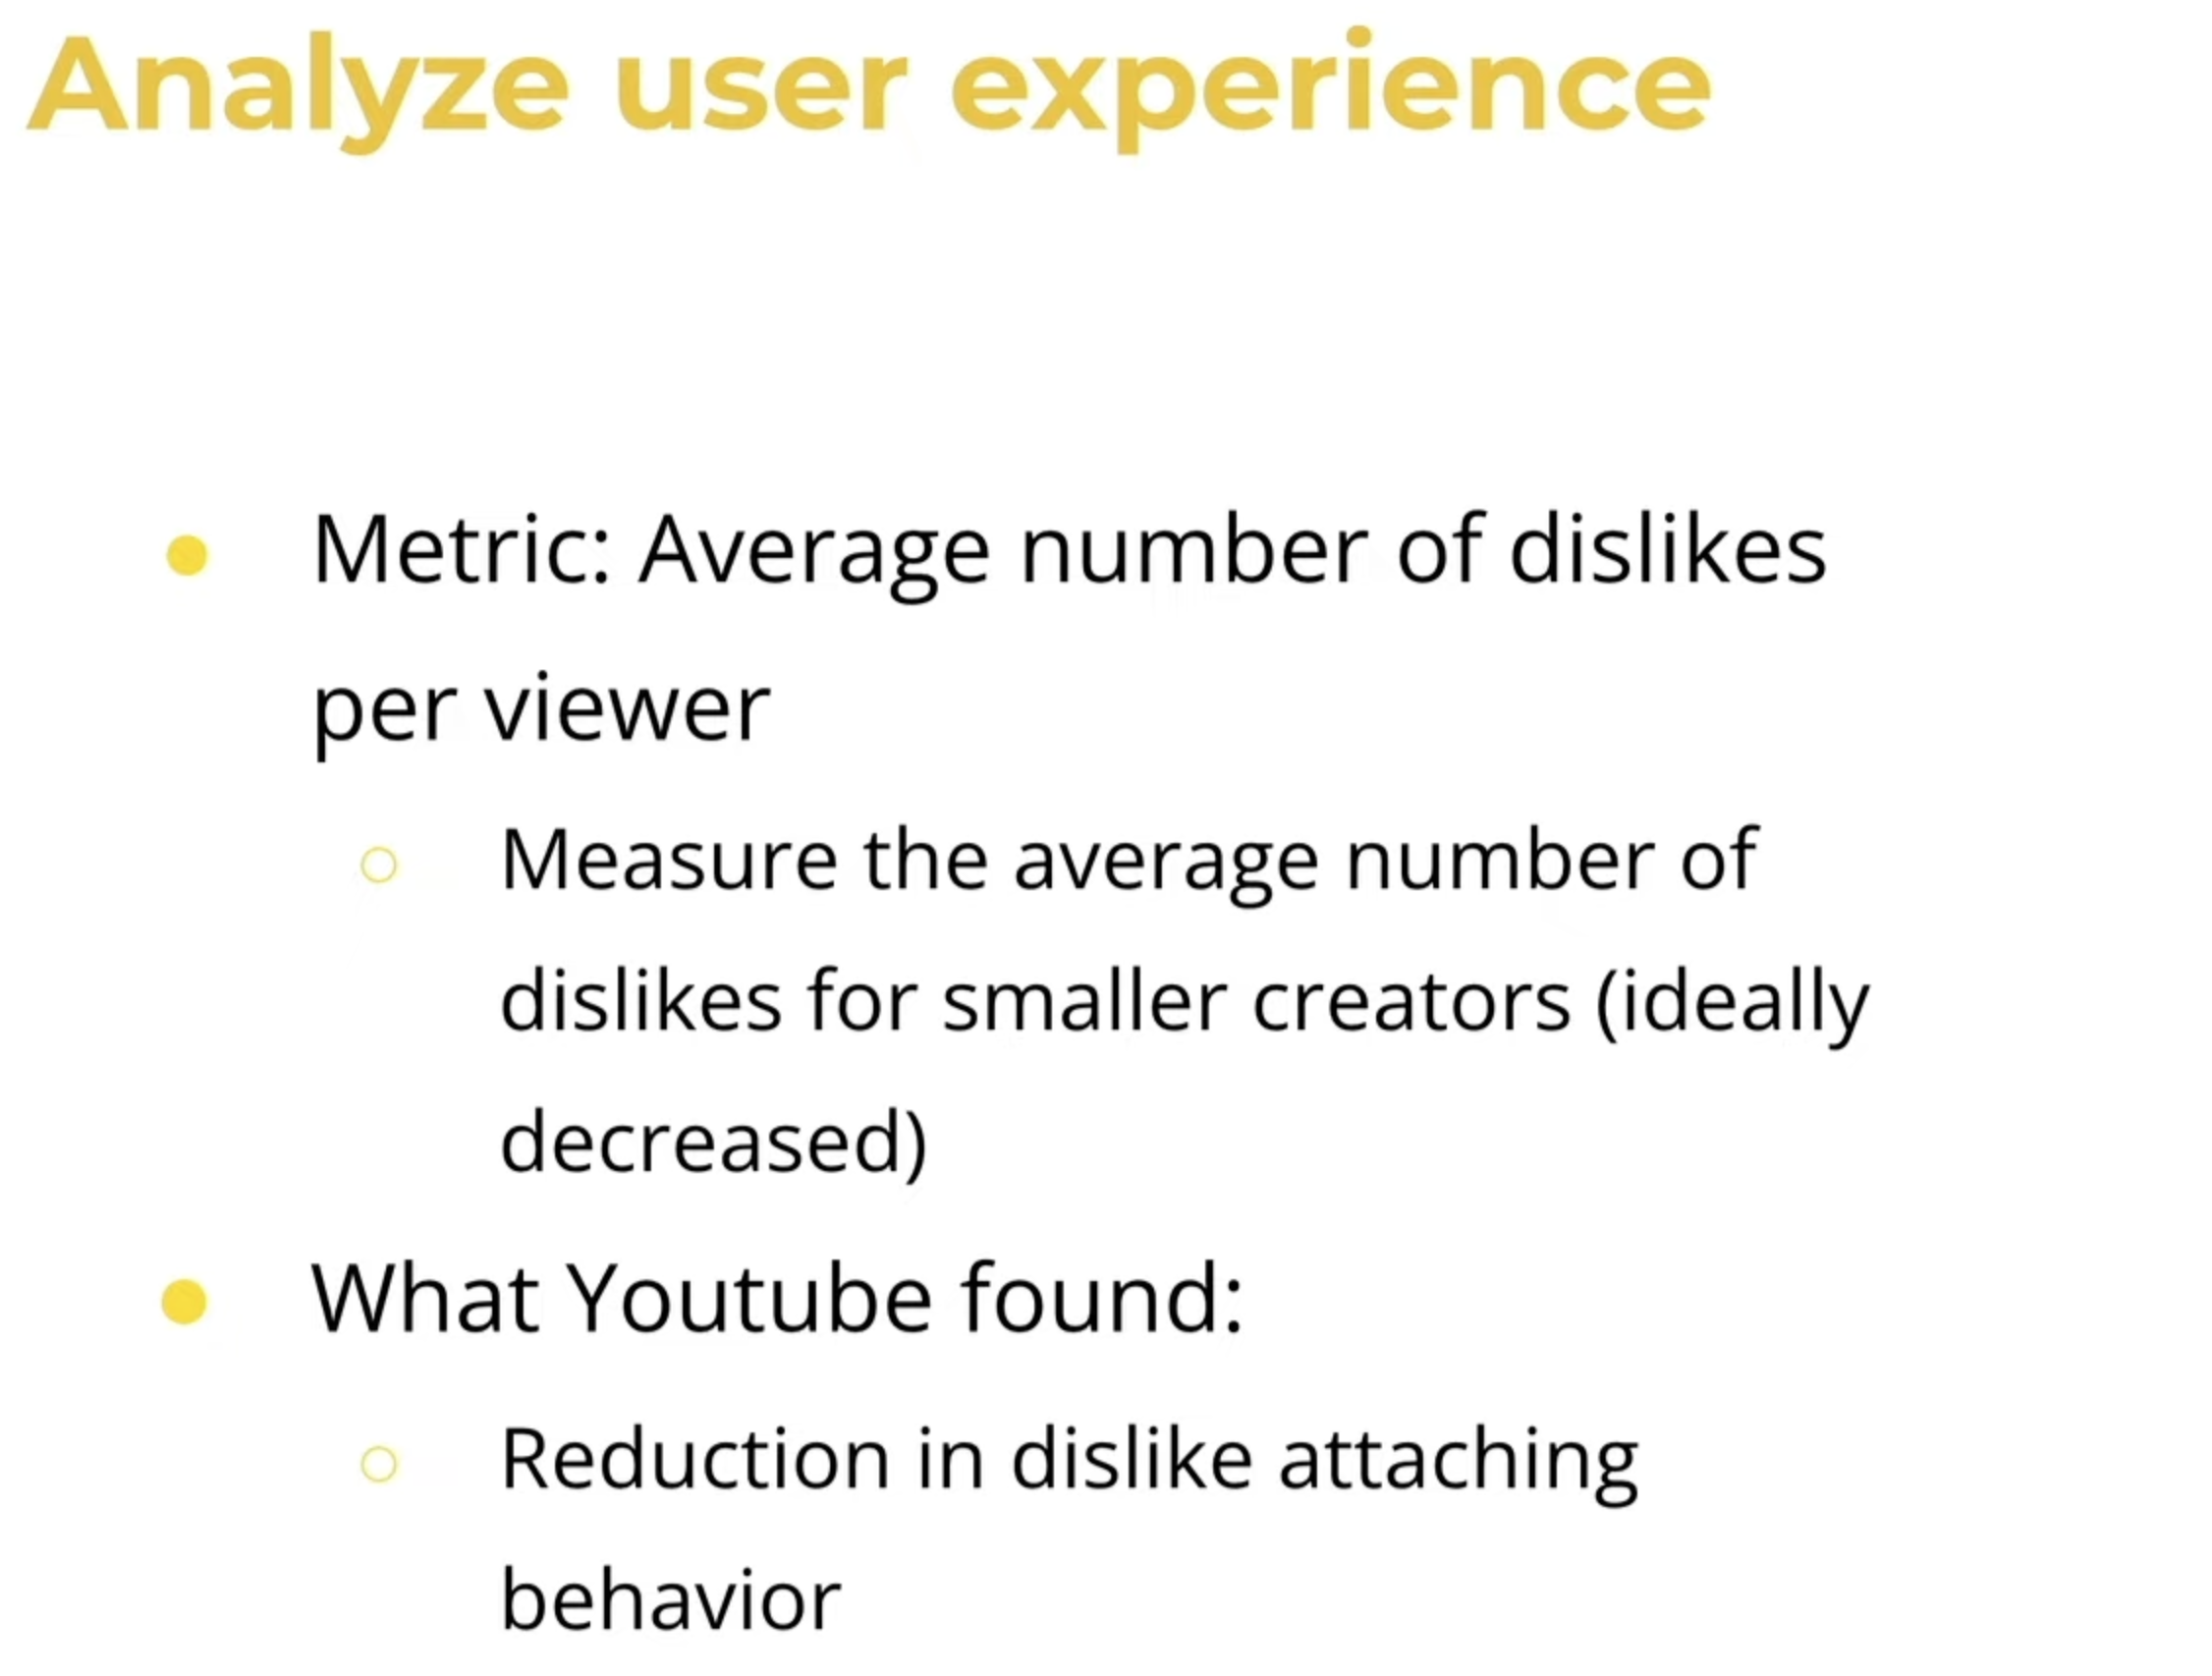 Analyze user experience
Metric: Average number of dislikes
per viewer
Measure the average number of
dislikes for smaller creators (ideally
decreased)
What Youtube found:
Reduction in dislike attaching
behavior